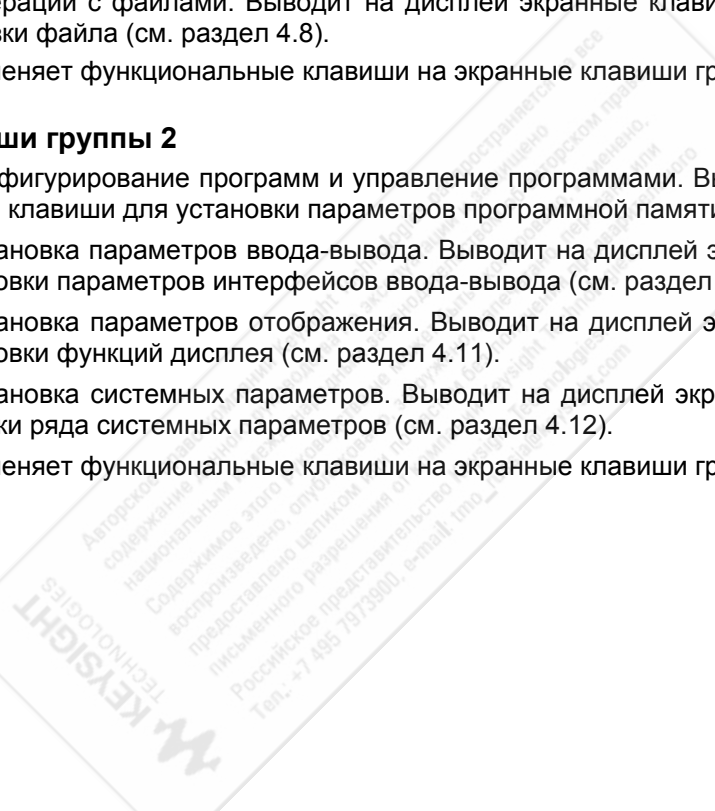 ерации с файлами. Выводит на дисплей экранные клави
вки файла (см. раздел 4.8).
еняет функциональные клавиши на экранные клавиши гр
ши группы 2
фигурирование программ и управление программами. Вы
клавиши для установки параметров программной памяти
ановка параметров ввода-вывода. Выводит на дисплей э
овки параметров интерфейсов ввода-вывода (см. раздел
ановка параметров отображения. Выводит на дисплей э
овки функций дисплея (см. раздел 4.11).
ановка системных параметров. Выводит на дисплей экр
ки ряда системных параметров (см. раздел 4.12).
еняет функциональные клавиши на экранные клавиши гр
KEYSIGHT
TECHNOLOGIES